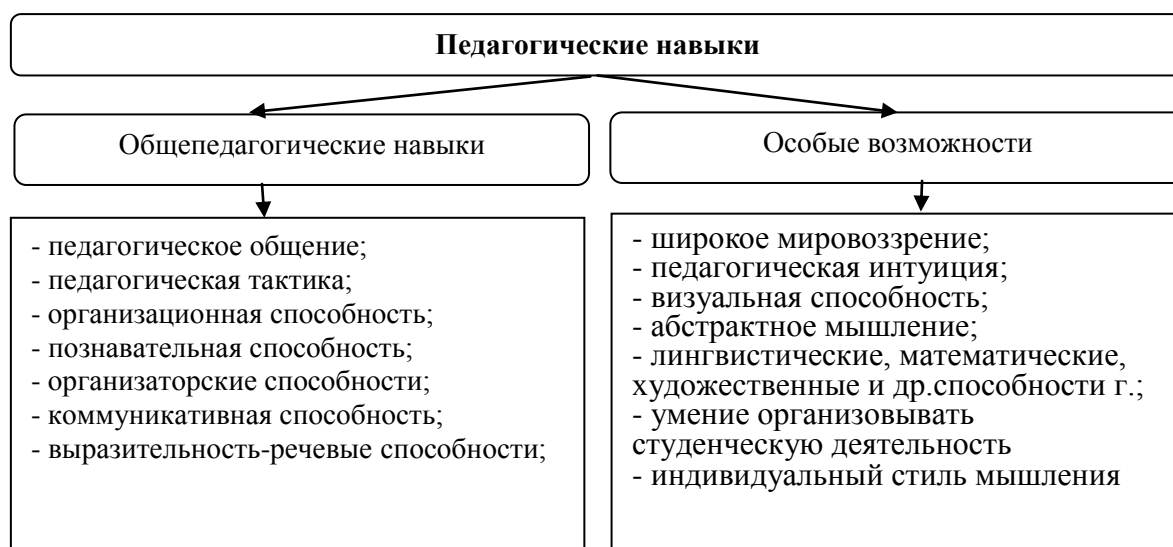 Педагогические навыки
Общепедагогические навыки
Особые возможности
- педагогическое общение;
- педагогическая тактика;
- организационная способность;
- познавательная способность;
- организаторские способности;
- коммуникативная способность;
- выразительность-речевые способности;
- широкое мировоззрение;
- педагогическая интуиция;
- визуальная способность;
- абстрактное мышление;
- лингвистические, математические,
художественные и др.способности г.;
- умение организовывать
студенческую деятельность
- индивидуальный стиль мышления